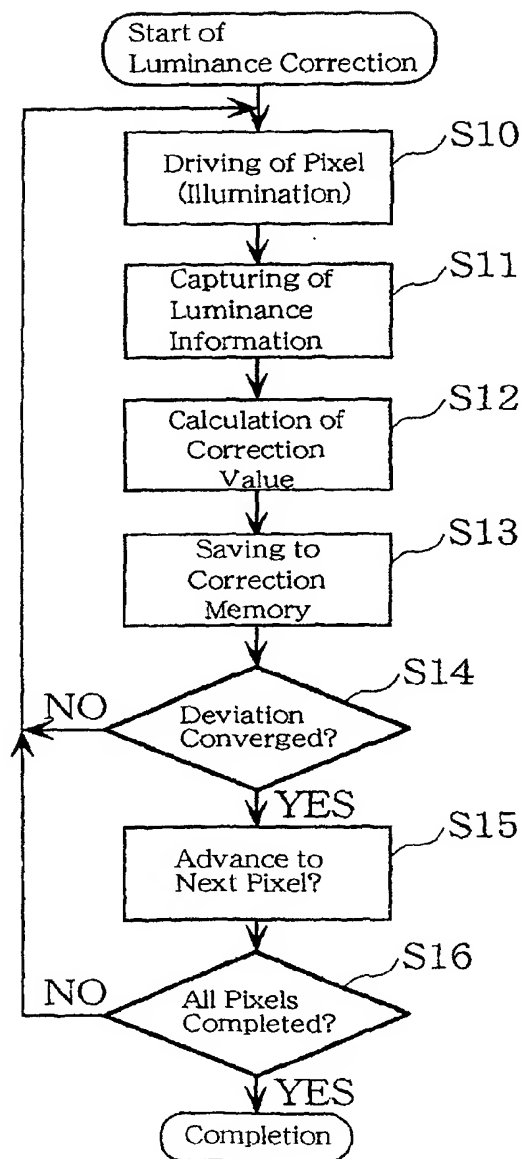 Start of
Luminance Correction
S10
Driving of Pixel
(Illumination)
S11
Capturing of
Luminance
Information
S12
Calculation of
Correction
Value
S13
Saving to
Correction
Memory
S14
Deviation
Converged?
NO
YES
S15
Advance to
Next Pixel?
S16
All Pixels
Completed?
NO
YES
Completion